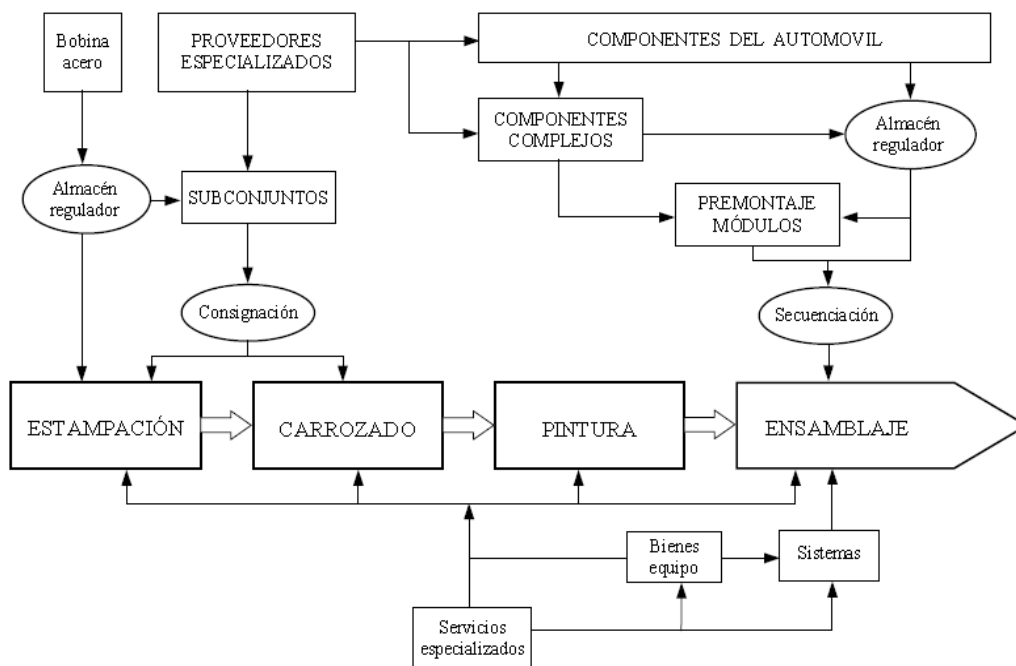 Bobina
acero
PROVEEDORES
ESPECIALIZADOS
COMPONENTES DEL AUTOMOVIL
COMPONENTES
COMPLEJOS
Almacén
regulador
Almacén
regulador
SUBCONJUNTOS
PREMONTAJE
MÓDULOS
Consignación
Secuenciación
ESTAMPACIÓN
CARROZADO
PINTURA
ENSAMBLAJE
Bienes
equipo
Sistemas
Servicios
especializados